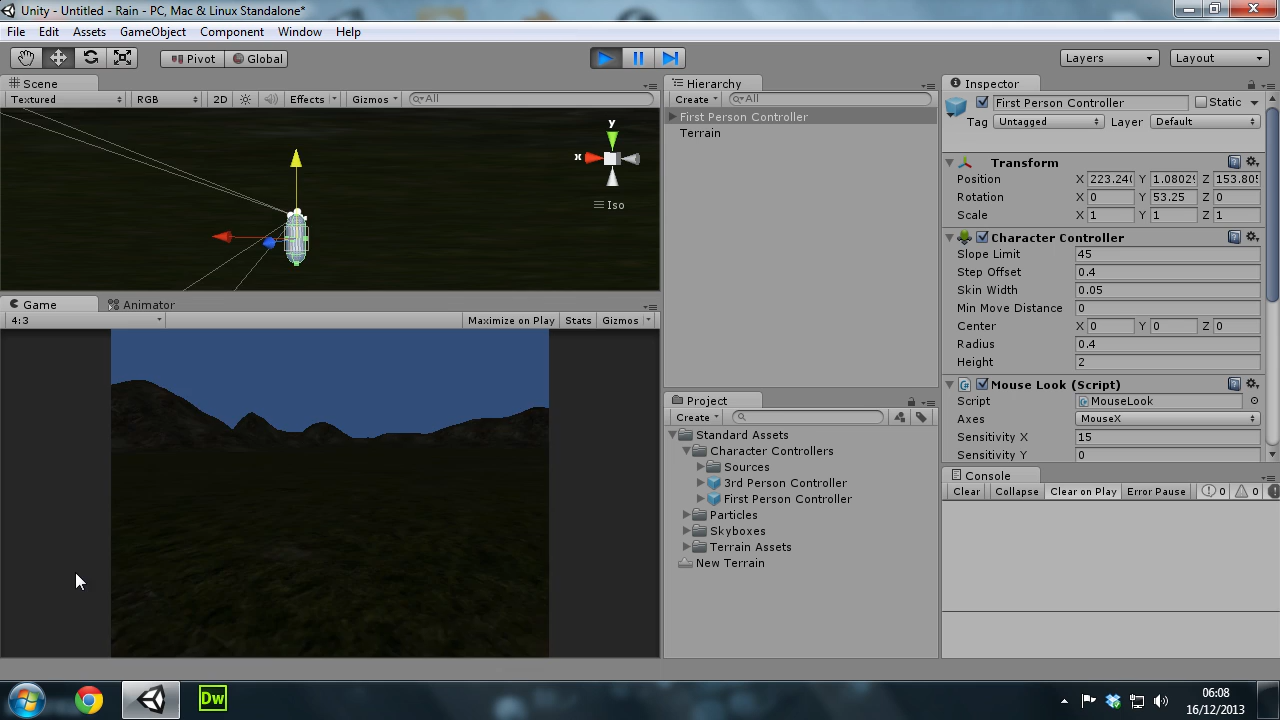 Unity - Untitled - Rain - PC, Mac & Linux Standalone*
File Edit Assets GameObject Component Window Help
Pivot Global Layers Layout
Scene
Textured RGB 2D Effects Gizmos All
y
x
Iso
Game Animator
4:3 Maximize on Play Stats Gizmos
Hierarchy
Create All
First Person Controller
Terrain
Project
Create
Standard Assets
Character Controllers
Sources
3rd Person Controller
First Person Controller
Particles
Skyboxes
Terrain Assets
New Terrain
Inspector
First Person Controller Static
Tag Untagged Layer Default
Transform
Position X 223.24( Y 1.0802 Z 153.80
Rotation X 0 Y 53.25 Z 0
Scale X 1 Y 1 Z 1
Character Controller
Slope Limit 45
Step Offset 0.4
Skin Width 0.05
Min Move Distance 0
Center X 0 Y 0 Z 0
Radius 0.4
Height 2
Mouse Look (Script)
Script MouseLook
Axes MouseX
Sensitivity X 15
Sensitivity Y 0
Console
Clear Collapse Clear on Play Error Pause 0 0
Dw
06:08
16/12/2013